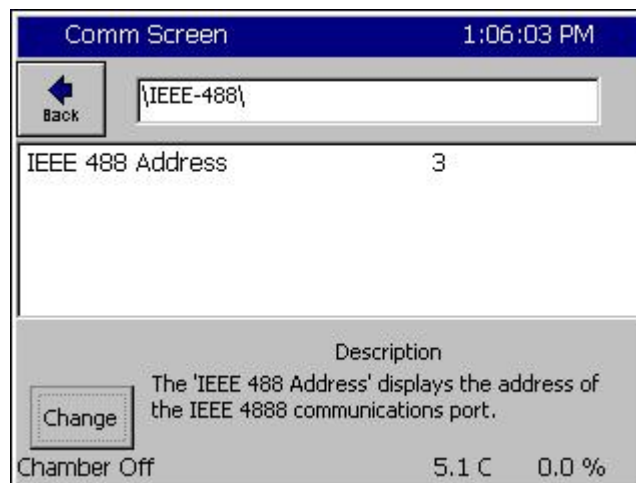 Comm Screen 1:06:03 PM
Back
\IEEE-488\
IEEE 488 Address 3
Description
The 'IEEE 488 Address' displays the address of
the IEEE 4888 communications port.
Change
Chamber Off 5.1 C 0.0 %